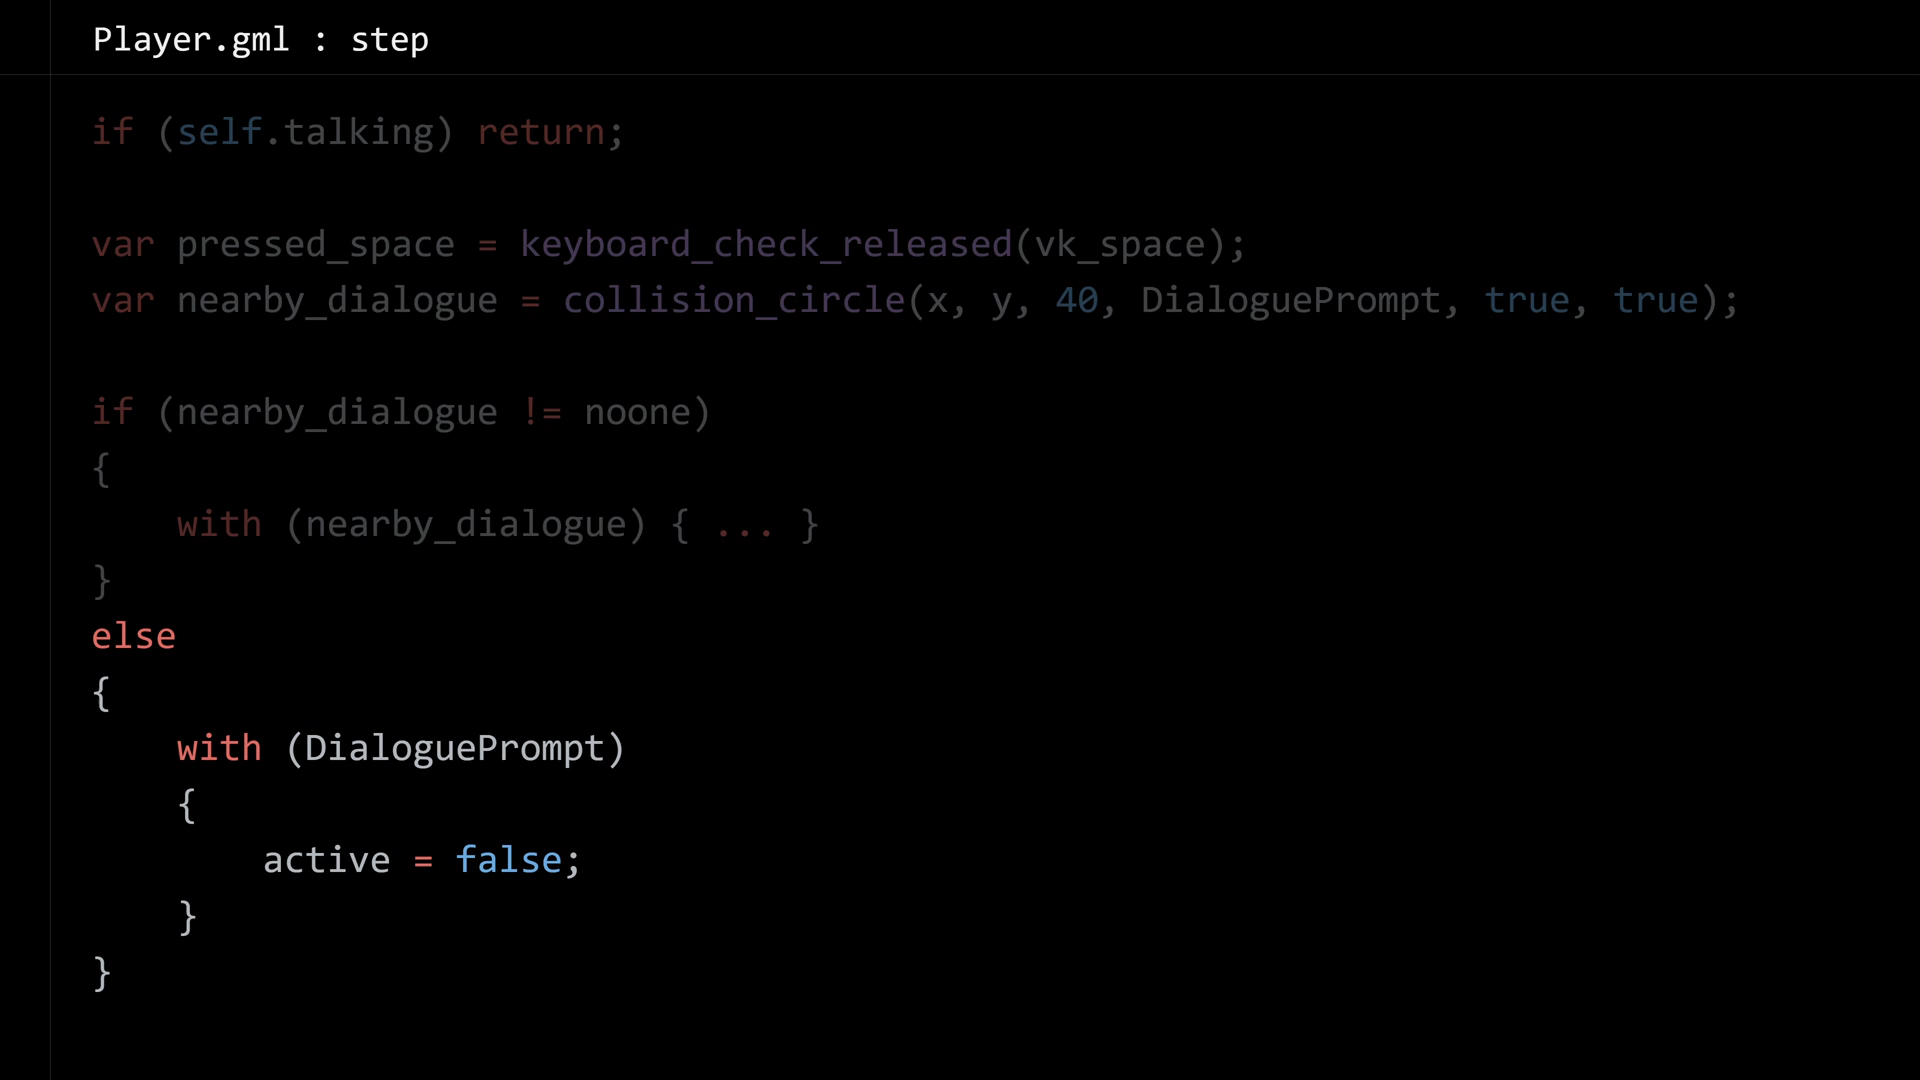 Player.gml : step
if (self.talking) return;
var pressed_space = keyboard_check_released(vk_space);
var nearby_dialogue = collision_circle(x, y, 40, DialoguePrompt, true, true);
if (nearby_dialogue != noone)
{
    with (nearby_dialogue) { ... }
}
else
{
    with (DialoguePrompt)
    {
        active = false;
    }
}